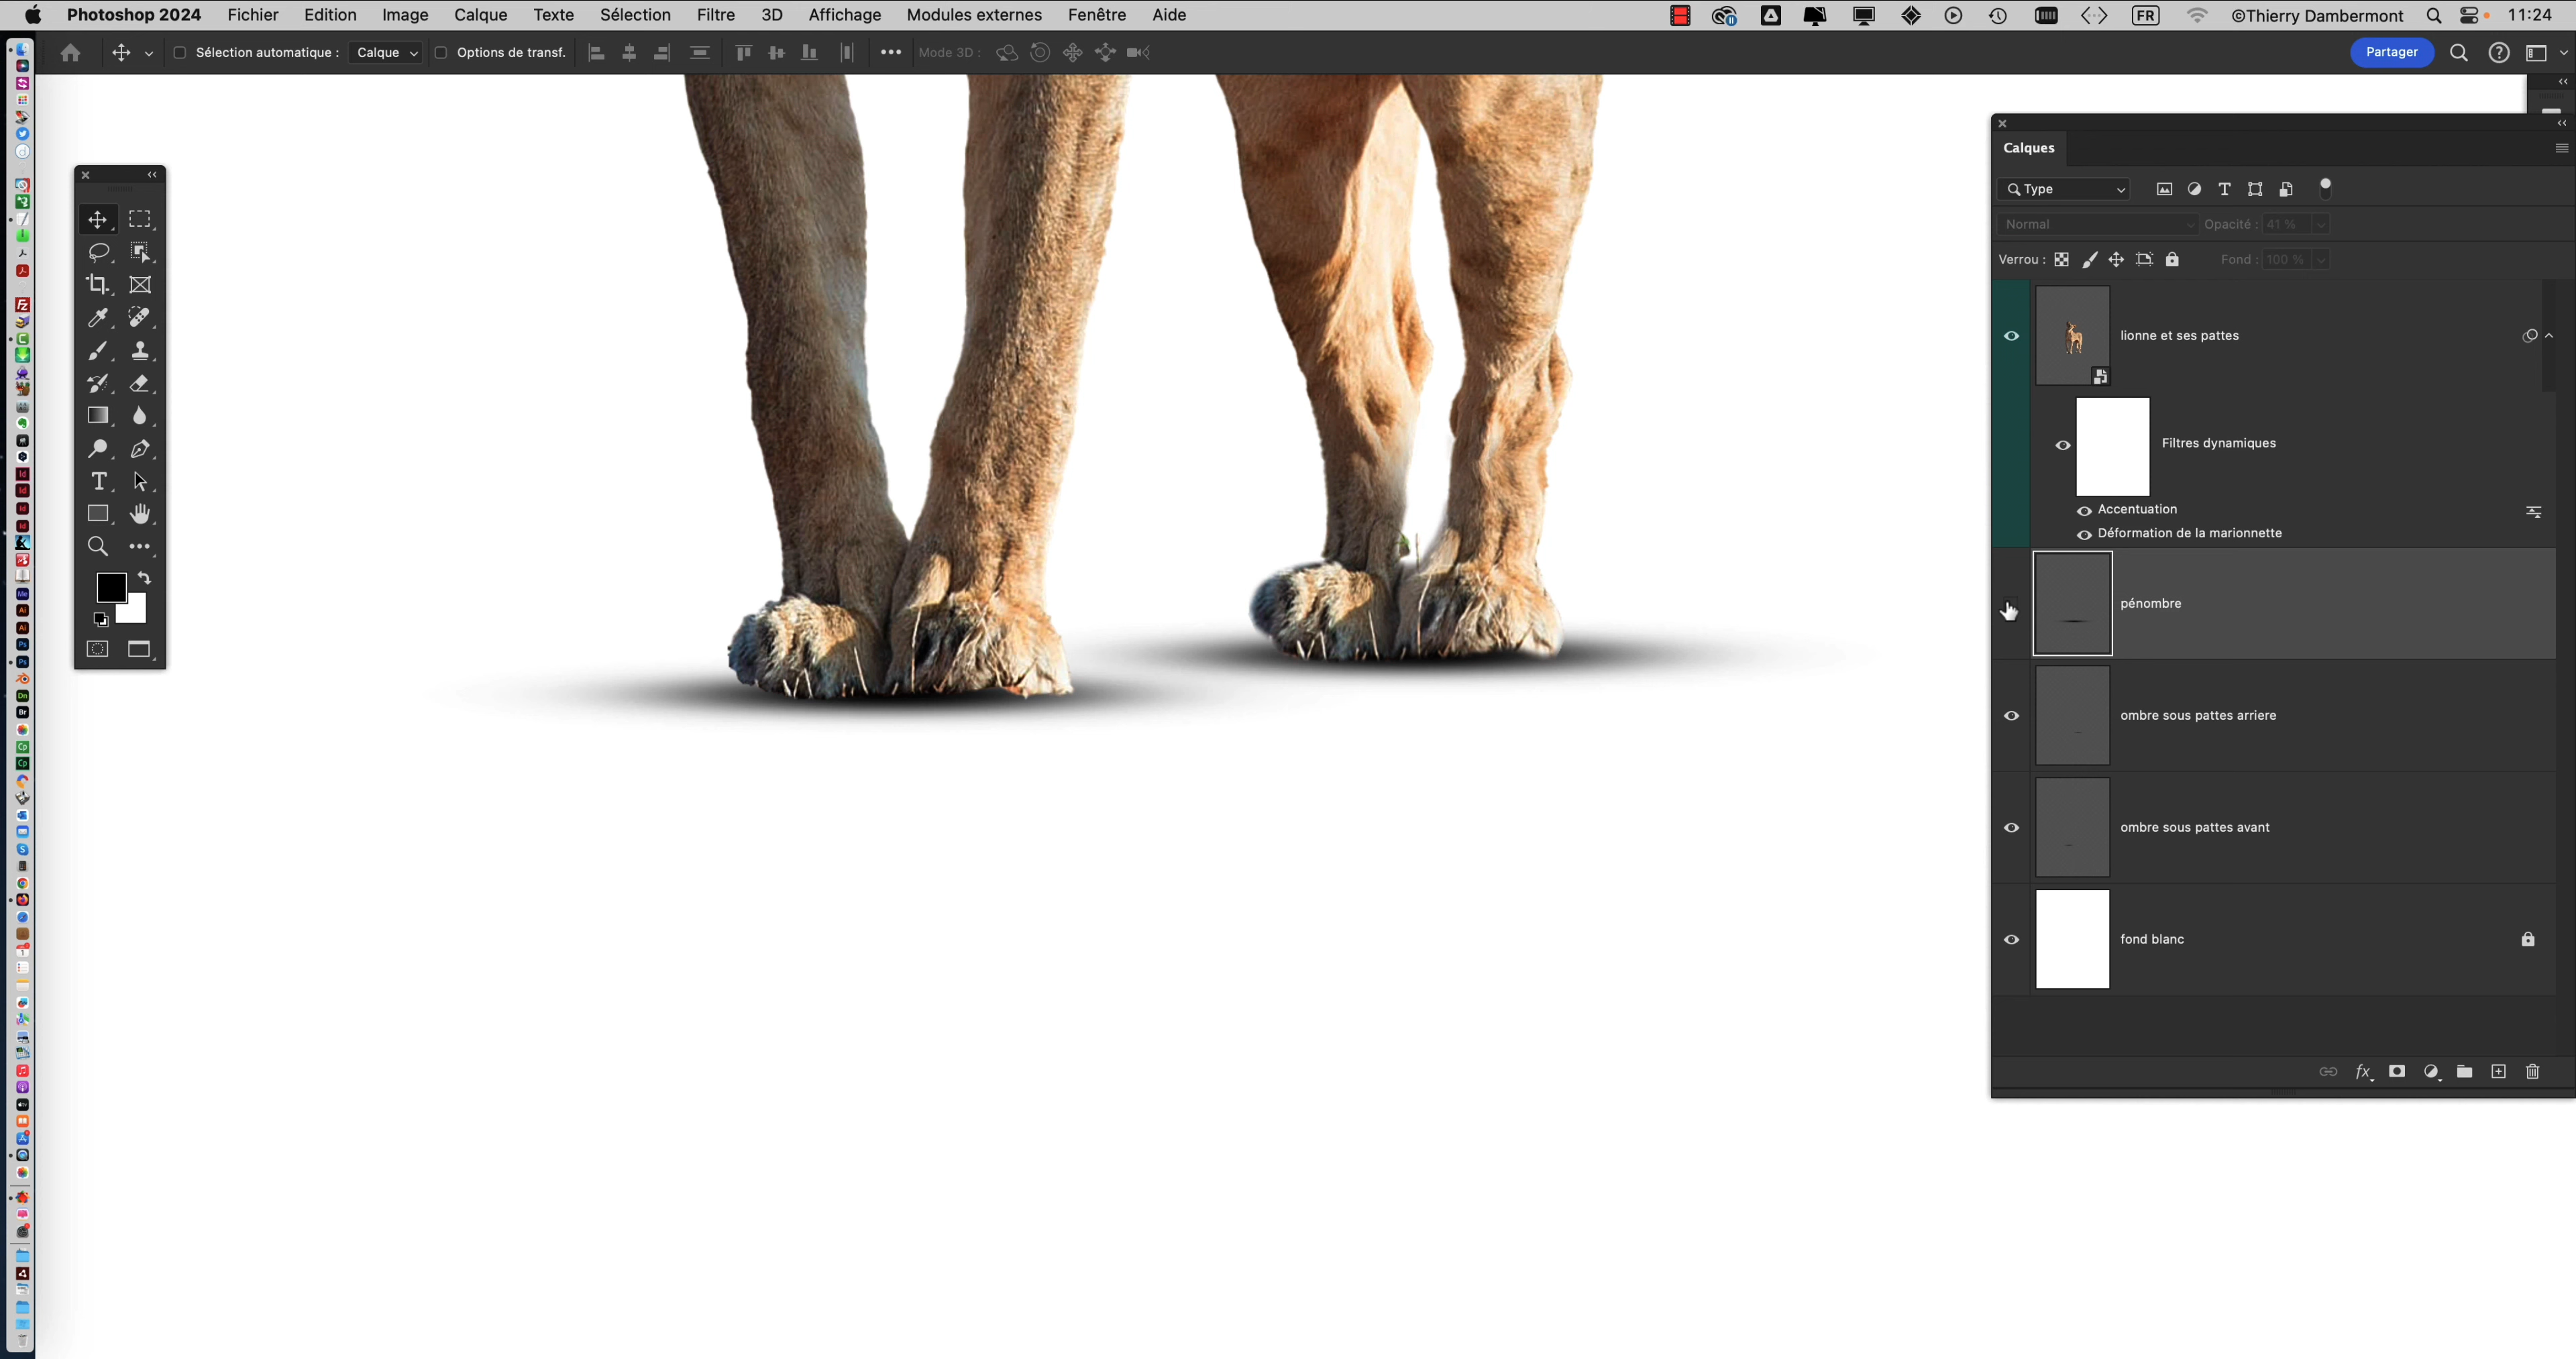 Photoshop 2024 Fichier Edition Image Calque Texte Sélection Filtre 3D Affichage Modules externes Fenêtre Aide FR ©Thierry Dambermont 11:24
Sélection automatique : Calque Options de transf. Mode 3D : Partager
Calques
Type
Normal Opacité : 41 %
Verrou : Fond : 100 %
lionne et ses pattes
Filtres dynamiques
Accentuation
Déformation de la marionnette
pénombre
ombre sous pattes arriere
ombre sous pattes avant
fond blanc
fx